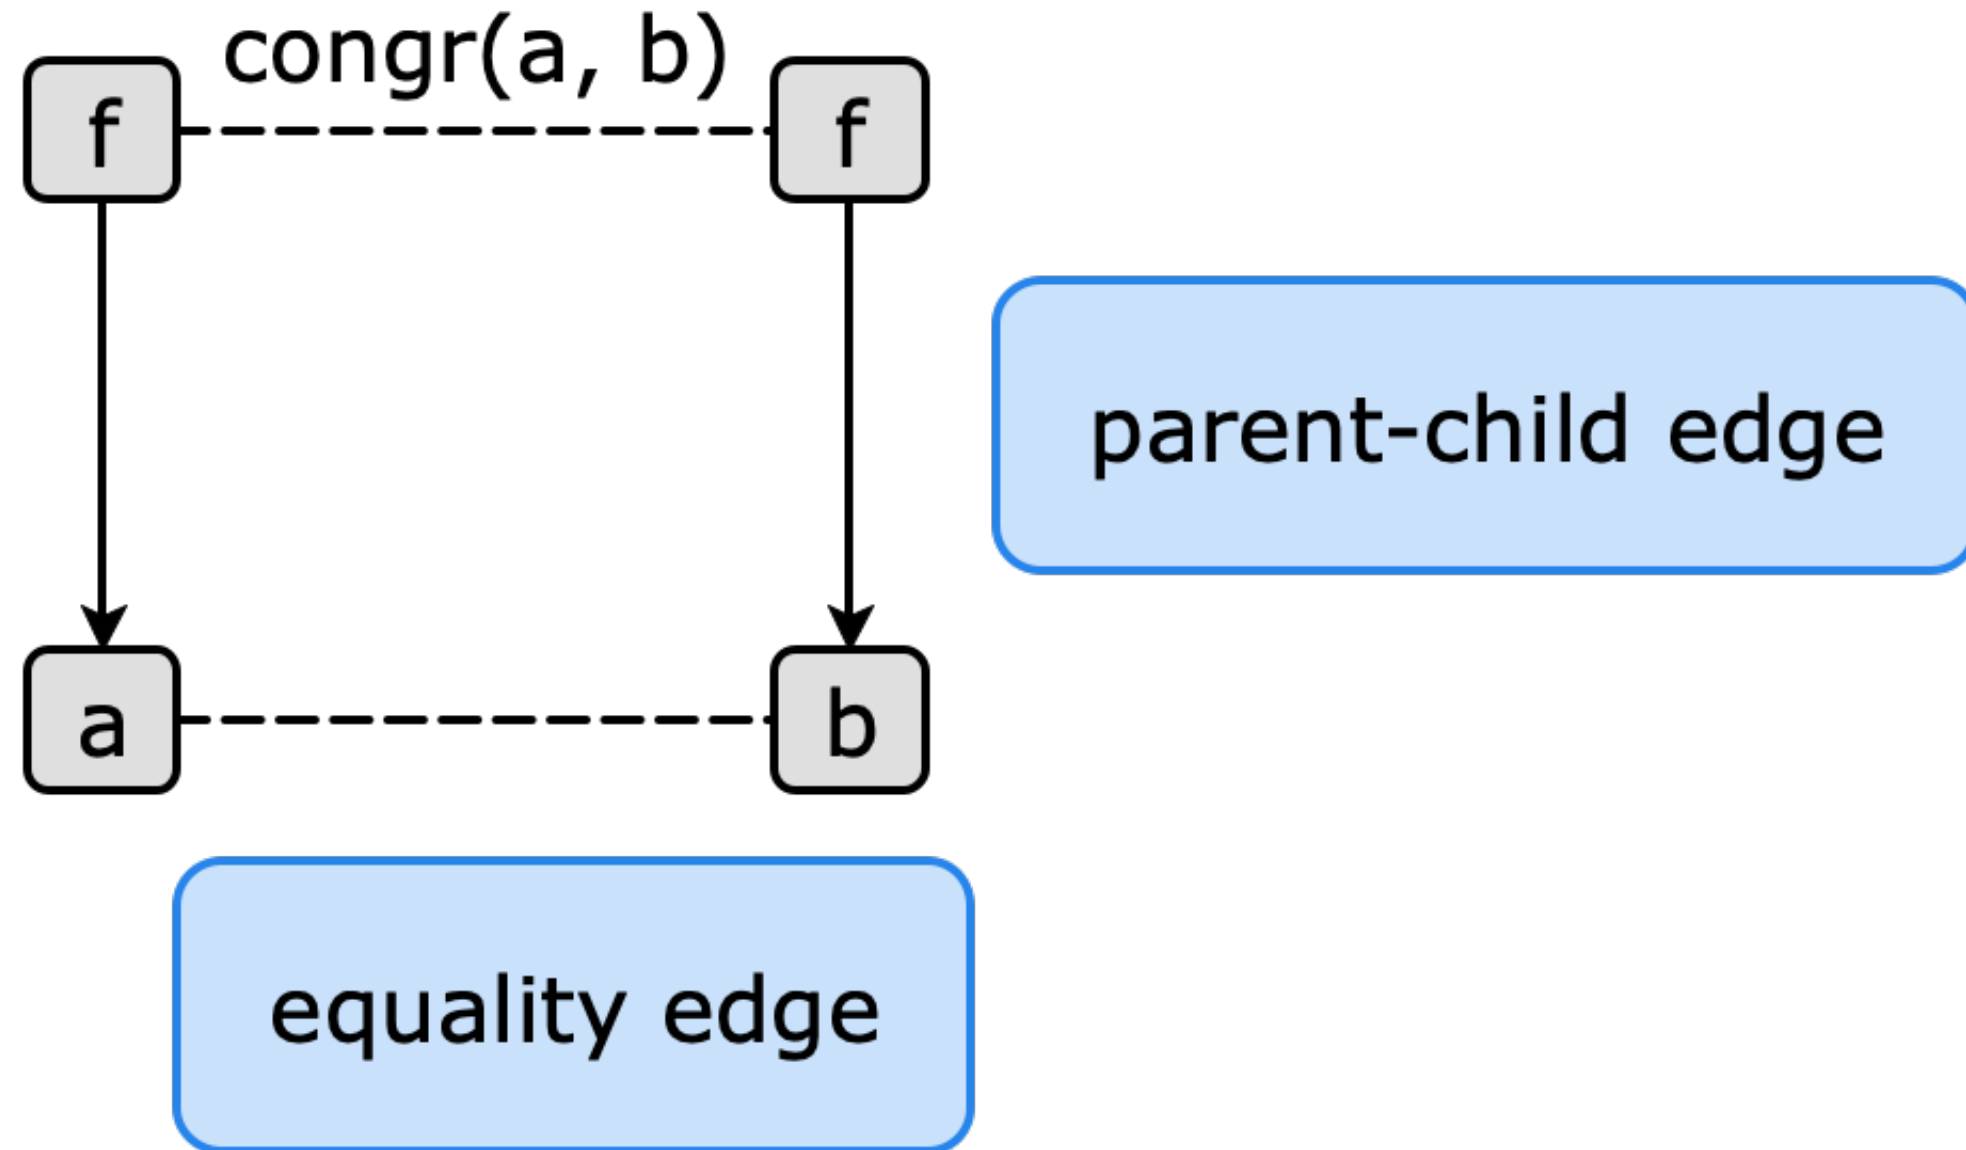 congr(a, b)
f
f
parent-child edge
a
b
equality edge